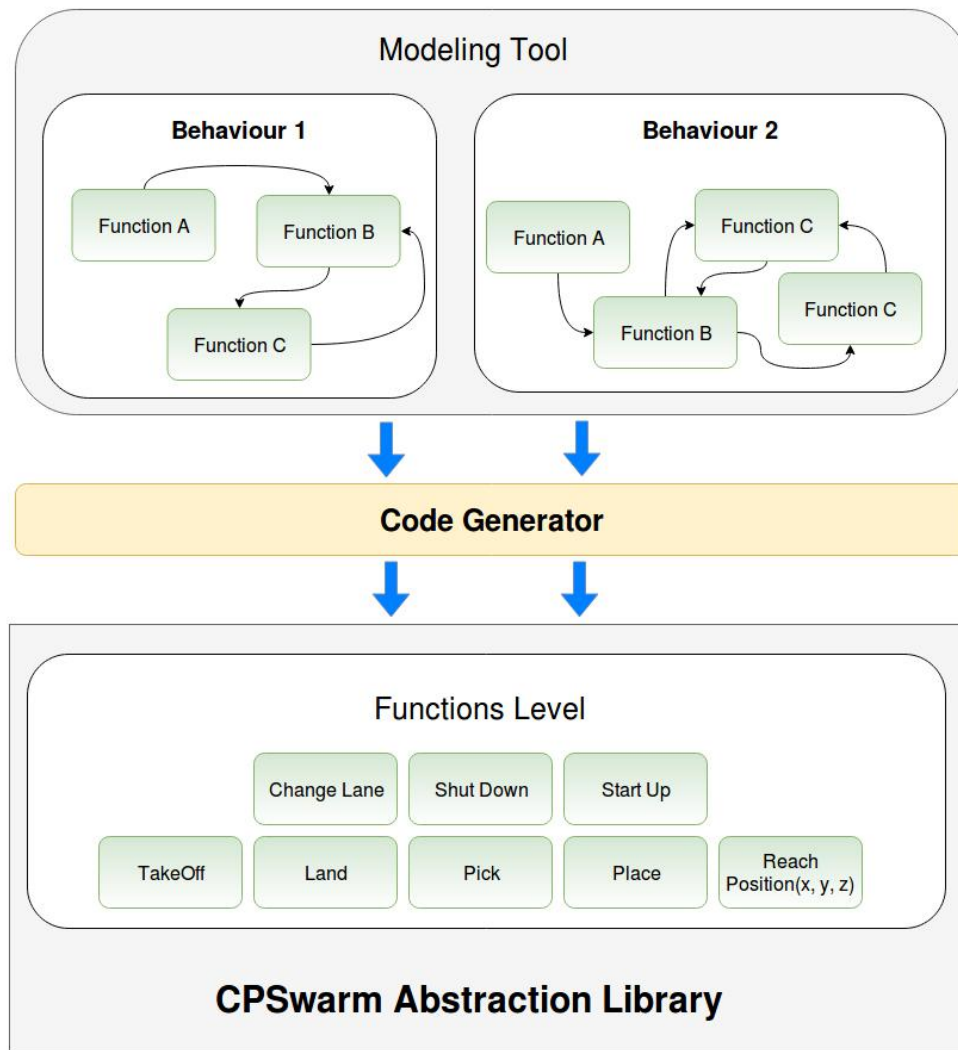 Modeling Tool
Behaviour 1
Function A
Function B
Function C
Behaviour 2
Function A
Function C
Function B
Function C
Code Generator
Functions Level
Change Lane
Shut Down
Start Up
TakeOff
Land
Pick
Place
Reach
Position(x, y, z)
CPSwarm Abstraction Library